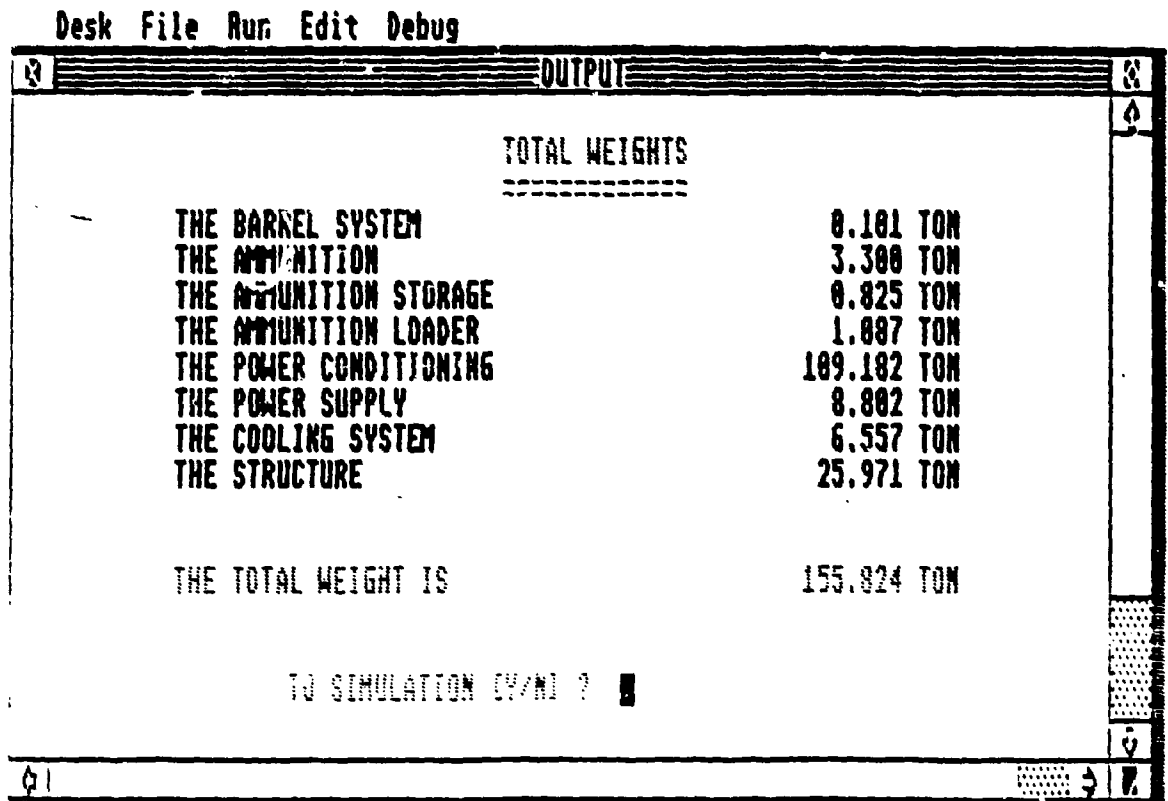 Desk File Run Edit Debug
OUTPUT
TOTAL WEIGHTS
============
THE BARREL SYSTEM 0.101 TON
THE AMMUNITION 3.300 TON
THE AMMUNITION STORAGE 0.825 TON
THE AMMUNITION LOADER 1.087 TON
THE POWER CONDITIONING 109.182 TON
THE POWER SUPPLY 8.802 TON
THE COOLING SYSTEM 6.557 TON
THE STRUCTURE 25.971 TON
THE TOTAL WEIGHT IS 155.824 TON
TO SIMULATION [Y/N] ?